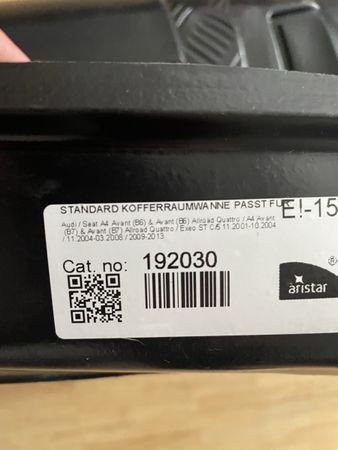 STANDARD KOFFERRAUMWANNE PASST FÜR
E!-15
Audi / Seat A4 Avant (B6) & Avant (B6) Allroad Quattro / A4 Avant
(B7) & Avant (B7) Allroad Quattro / Exeo ST C/5 11.2001-10.2004
/ 11.2004-03.2008 / 2009-2013
Cat. no: 192030
®
aristar